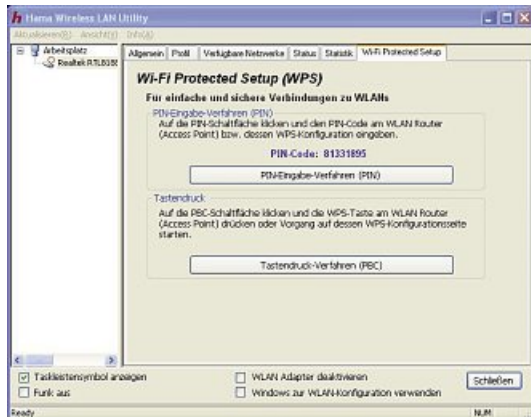 Hama Wireless LAN Utility
Aktualisieren(R) Ansicht(V) Info(A)
Arbeitsplatz
Realtek RTL8188
Allgemein Profil Verfügbare Netzwerke Status Statistik Wi-Fi Protected Setup
Wi-Fi Protected Setup (WPS)
Für einfache und sichere Verbindungen zu WLANs
PIN-Eingabe-Verfahren (PIN)
Auf die PIN-Schaltfläche klicken und den PIN-Code am WLAN Router
(Access Point) bzw. dessen WPS-Konfiguration eingeben.
PIN-Code: 81331895
PIN-Eingabe-Verfahren (PIN)
Tastendruck
Auf die PBC-Schaltfläche klicken und die WPS-Taste am WLAN Router
(Access Point) drücken oder Vorgang auf dessen WPS-Konfigurationsseite
starten.
Tastendruck-Verfahren (PBC)
Taskleistensymbol anzeigen
WLAN Adapter deaktivieren
Schließen
Funk aus
Windows zur WLAN-Konfiguration verwenden
Ready
NUM